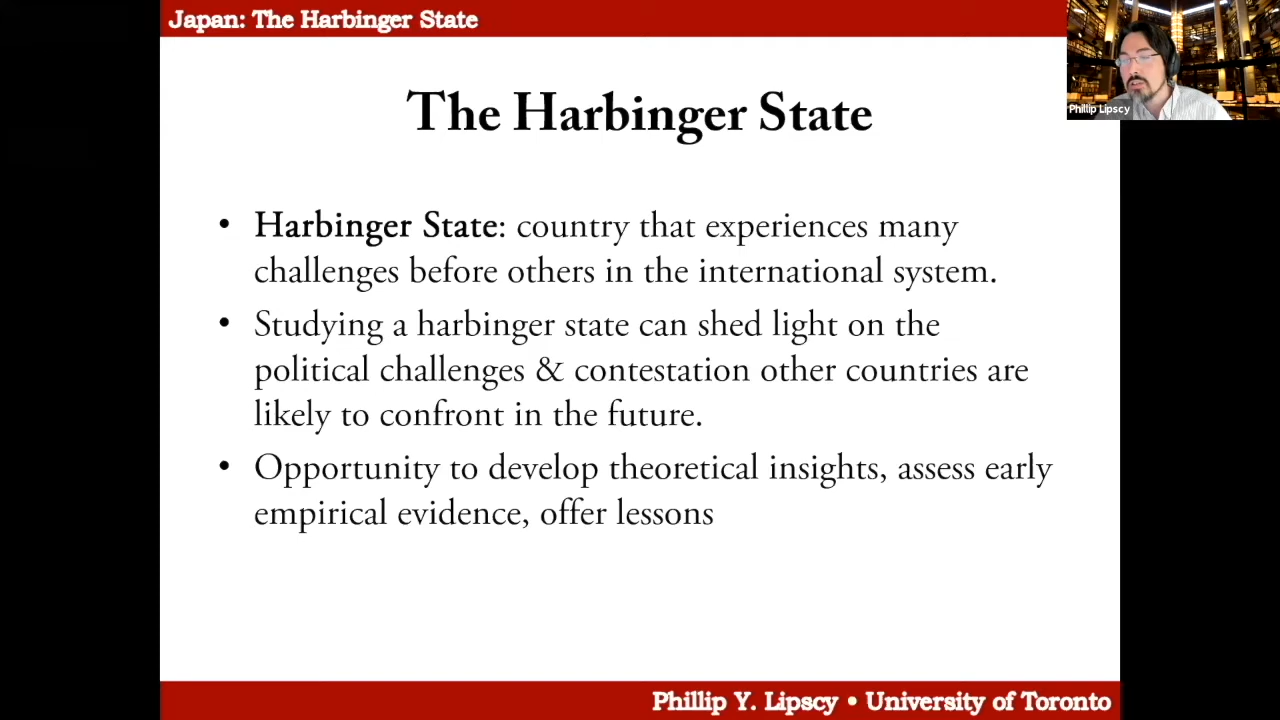 Japan: The Harbinger State
Phillip Lipscy
The Harbinger State
• Harbinger State: country that experiences many
challenges before others in the international system.
• Studying a harbinger state can shed light on the
political challenges & contestation other countries are
likely to confront in the future.
• Opportunity to develop theoretical insights, assess early
empirical evidence, offer lessons
Phillip Y. Lipscy • University of Toronto